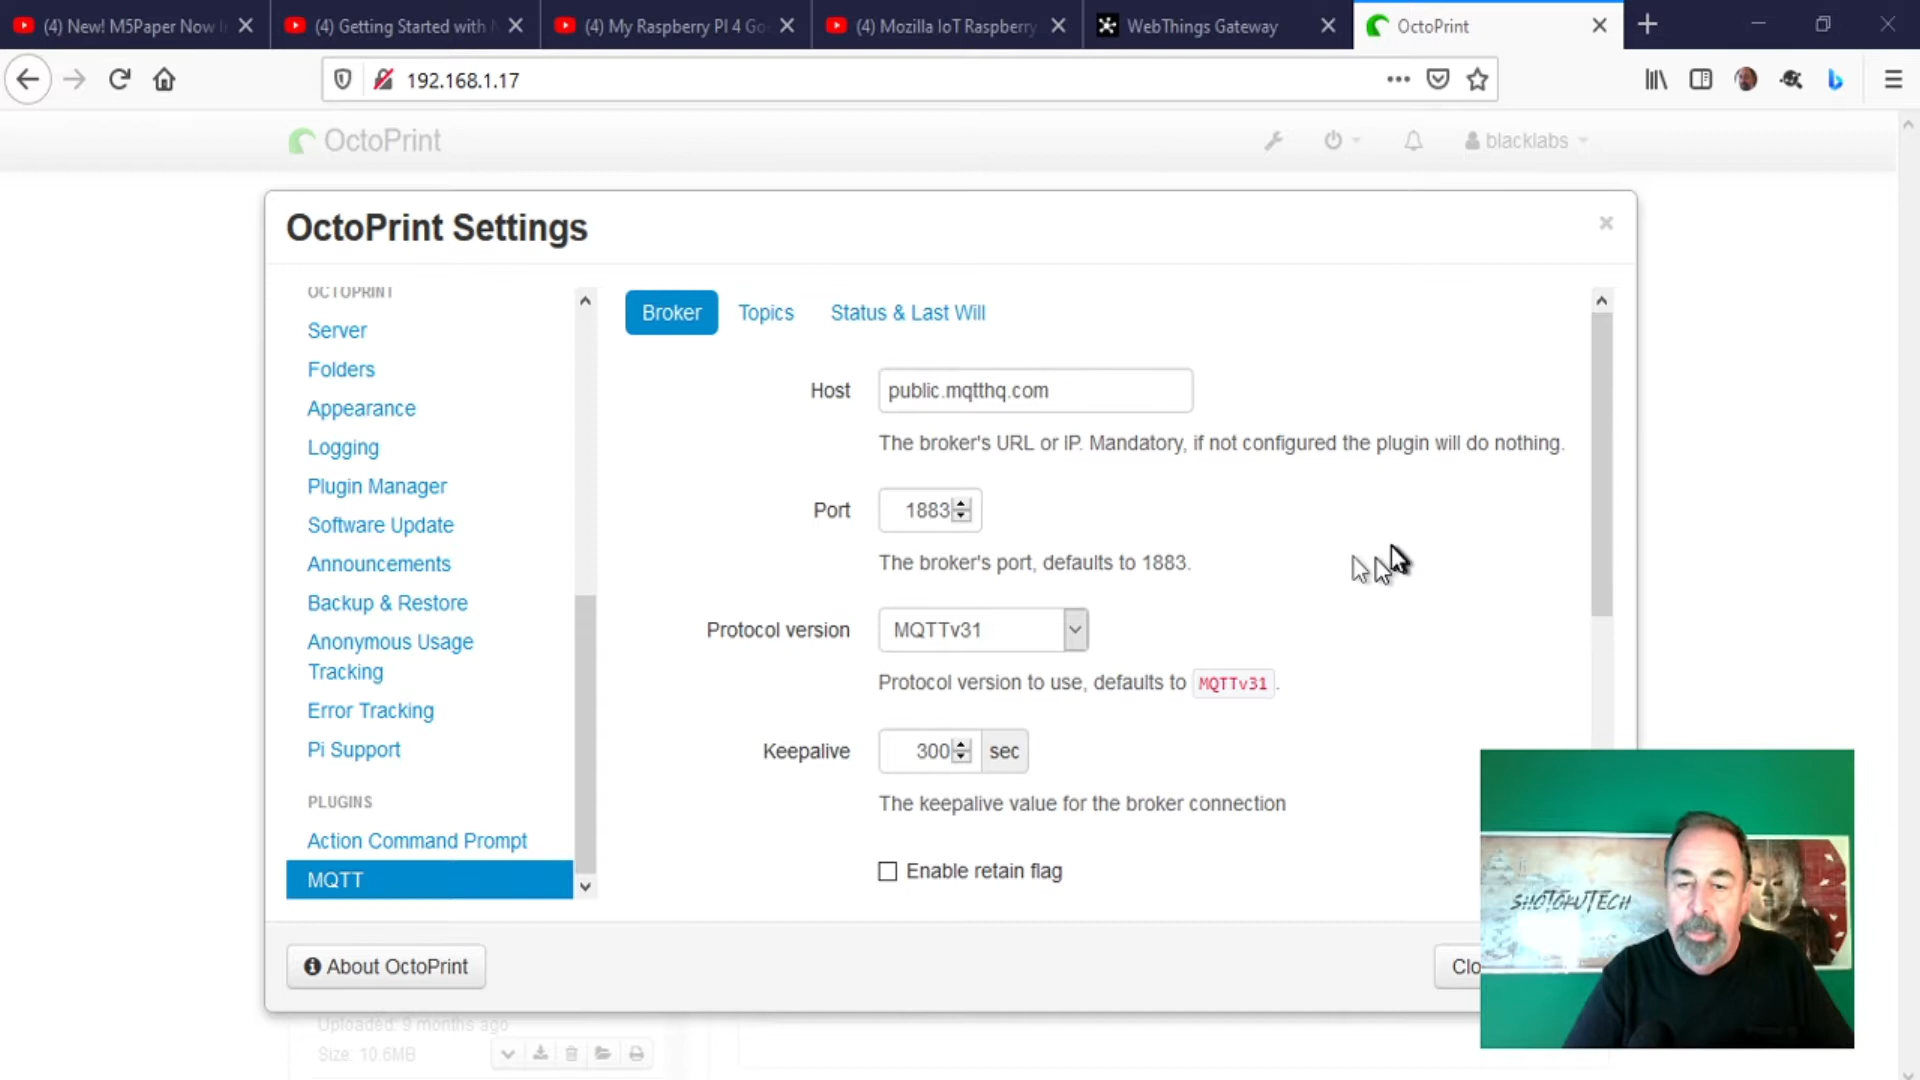 (4) New! M5Paper Now I
(4) Getting Started with
(4) My Raspberry PI 4 Go
(4) Mozilla IoT Raspberry
WebThings Gateway
OctoPrint
192.168.1.17
OctoPrint
blacklabs
OctoPrint Settings
OCTOPRINT
Server
Folders
Appearance
Logging
Plugin Manager
Software Update
Announcements
Backup & Restore
Anonymous Usage
Tracking
Error Tracking
Pi Support
PLUGINS
Action Command Prompt
MQTT
Broker
Topics
Status & Last Will
Host
public.mqtthq.com
The broker's URL or IP. Mandatory, if not configured the plugin will do nothing.
Port
1883
The broker's port, defaults to 1883.
Protocol version
MQTTv31
Protocol version to use, defaults to MQTTv31.
Keepalive
300 sec
The keepalive value for the broker connection
Enable retain flag
About OctoPrint
Clo
SHOTOKUTECH
Uploaded: 9 months ago
Size: 10.6MB